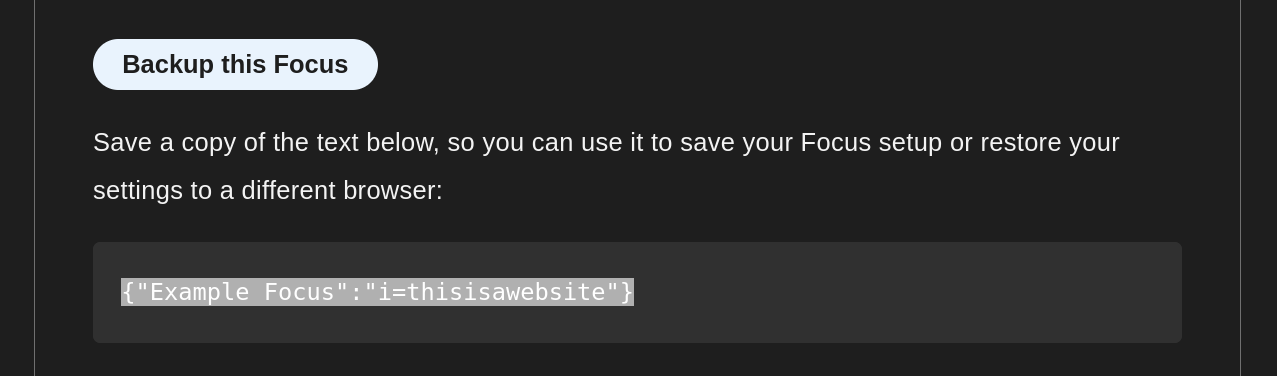 Backup this Focus
Save a copy of the text below, so you can use it to save your Focus setup or restore your
settings to a different browser:
{"Example Focus":"i=thisisawebsite"}